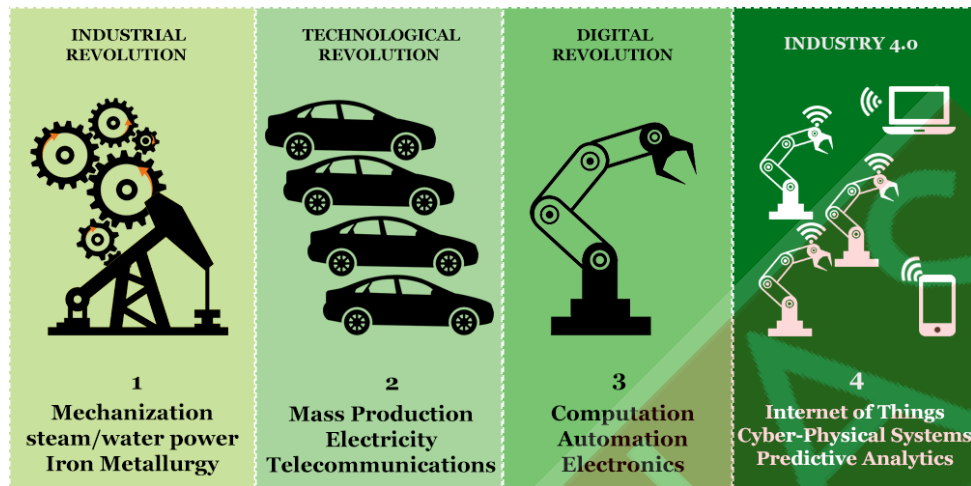 INDUSTRIAL
REVOLUTION
1
Mechanization
steam/water power
Iron Metallurgy
TECHNOLOGICAL
REVOLUTION
2
Mass Production
Electricity
Telecommunications
DIGITAL
REVOLUTION
3
Computation
Automation
Electronics
INDUSTRY 4.0
4
Internet of Things
Cyber-Physical Systems
Predictive Analytics